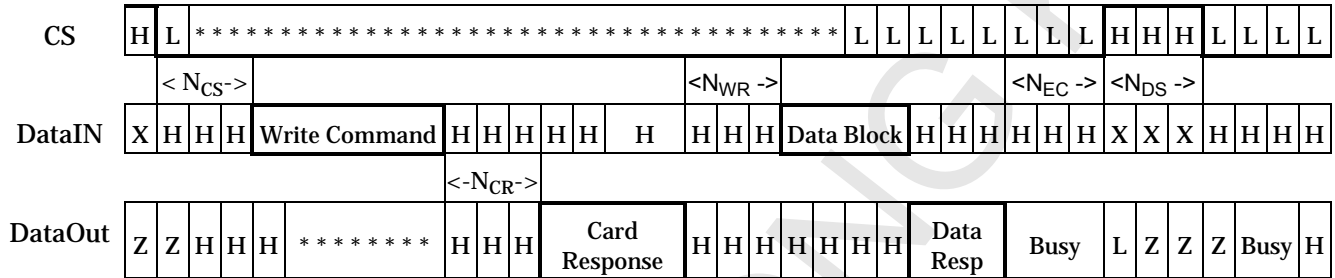 CS H L * * * * * * * * * * * * * * * * * * * * * * * * * * * * * * * * * * * * * * L L L L L L L L H H H L L L L
< NCS-> <NWR -> <NEC -> <NDS ->
DataIN X H H H Write Command H H H H H H H H H Data Block H H H H H H X X X H H H H
<-NCR->
DataOut Z Z H H H * * * * * * * * H H H Card Response H H H H H H H Data Resp Busy L Z Z Z Busy H